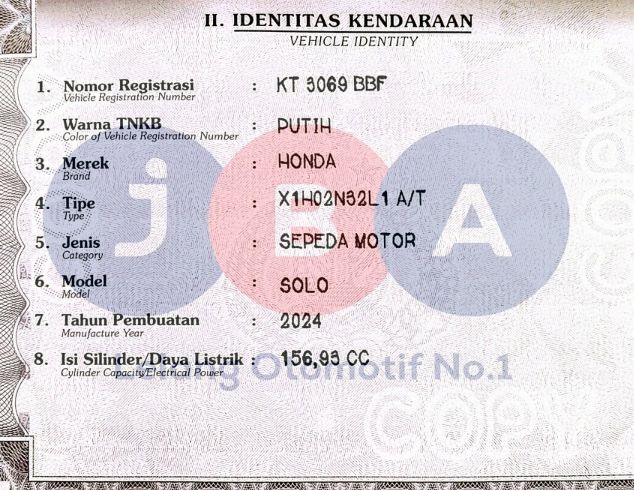 II. IDENTITAS KENDARAAN
VEHICLE IDENTITY
1. Nomor Registrasi : KT 3069 BBF
Vehicle Registration Number
2. Warna TNKB : PUTIH
Color of Vehicle Registration Number
3. Merek : HONDA
Brand
4. Tipe : X1H02N32L1 A/T
Type
5. Jenis : SEPEDA MOTOR
Category
6. Model : SOLO
Model
7. Tahun Pembuatan : 2024
Manufacture Year
8. Isi Silinder/Daya Listrik : 156,93 CC
Cylinder Capacity/Electrical Power
JBA
Lelang Otomotif No.1
COPY
COPY